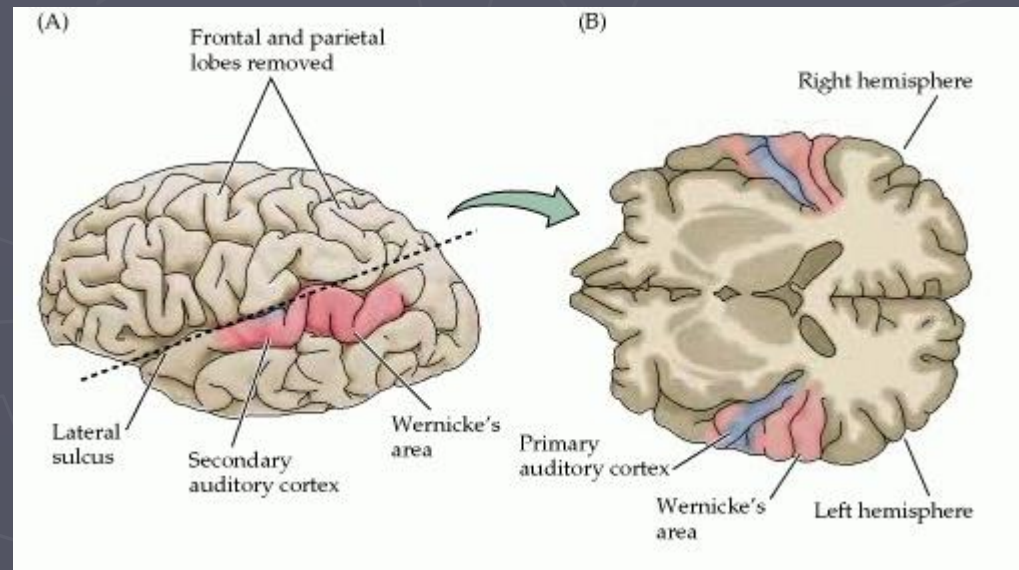 (A)
Frontal and parietal
lobes removed
Lateral
sulcus
Secondary
auditory cortex
Wernicke's
area
(B)
Right hemisphere
Primary
auditory cortex
Wernicke's
area
Left hemisphere